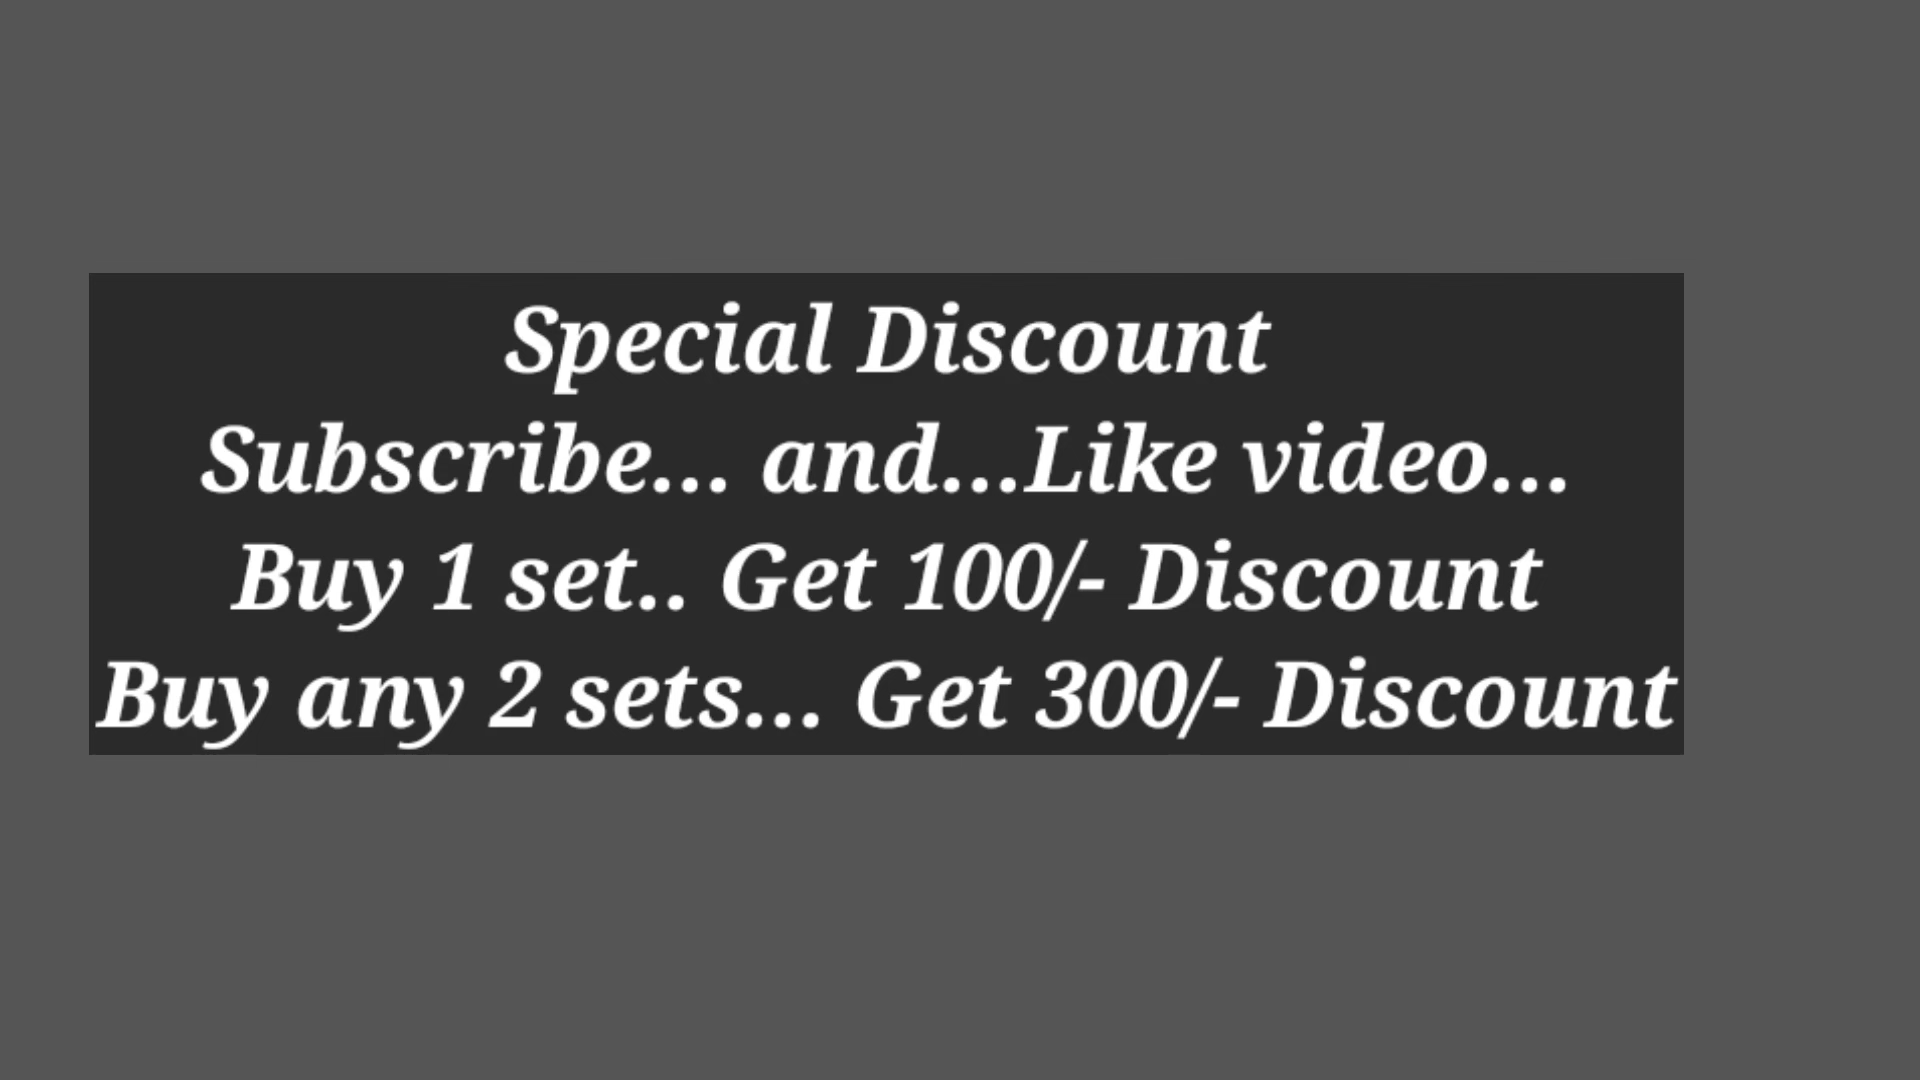 Special Discount
Subscribe... and...Like video...
Buy 1 set.. Get 100/- Discount
Buy any 2 sets... Get 300/- Discount